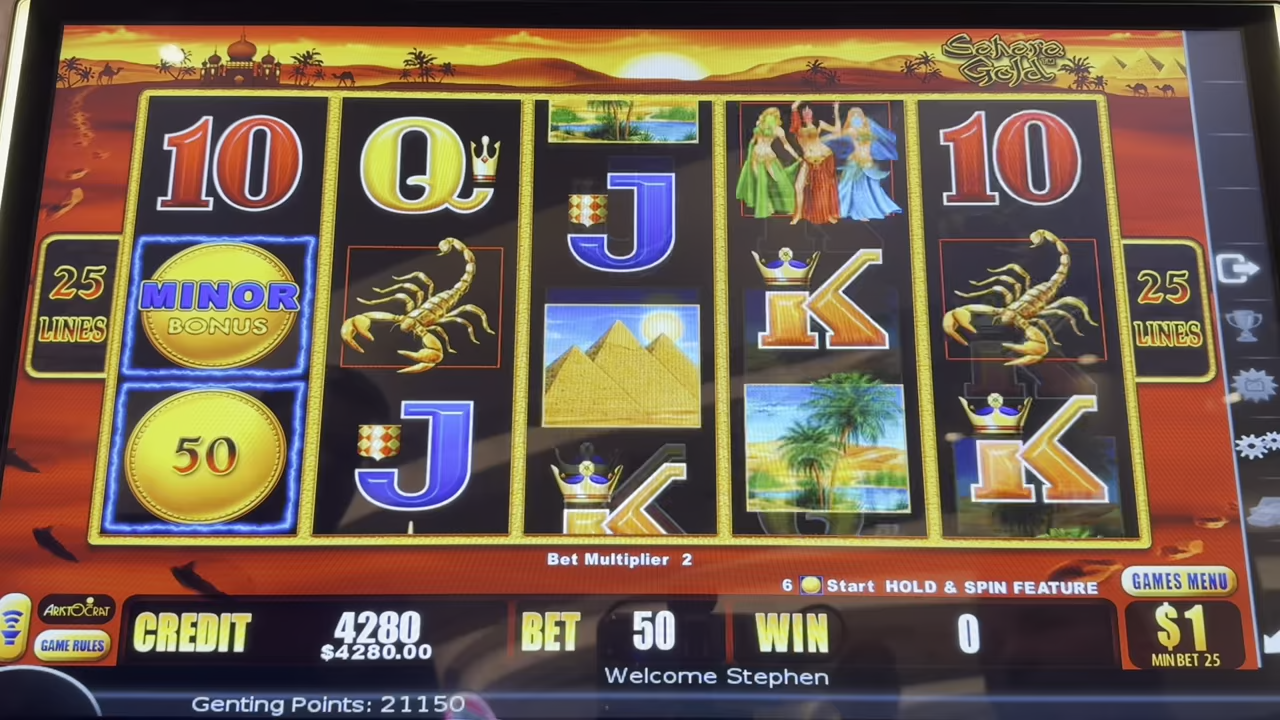 Sahara
Gold
10
Q
J
10
25
LINES
MINOR
BONUS
K
25
LINES
50
J
K
K
Bet Multiplier 2
6 Start HOLD & SPIN FEATURE
GAMES MENU
ARISTOCRAT
GAME RULES
CREDIT 4280
$4280.00
BET 50
WIN 0
$1
MIN BET 25
Welcome Stephen
Genting Points: 21150